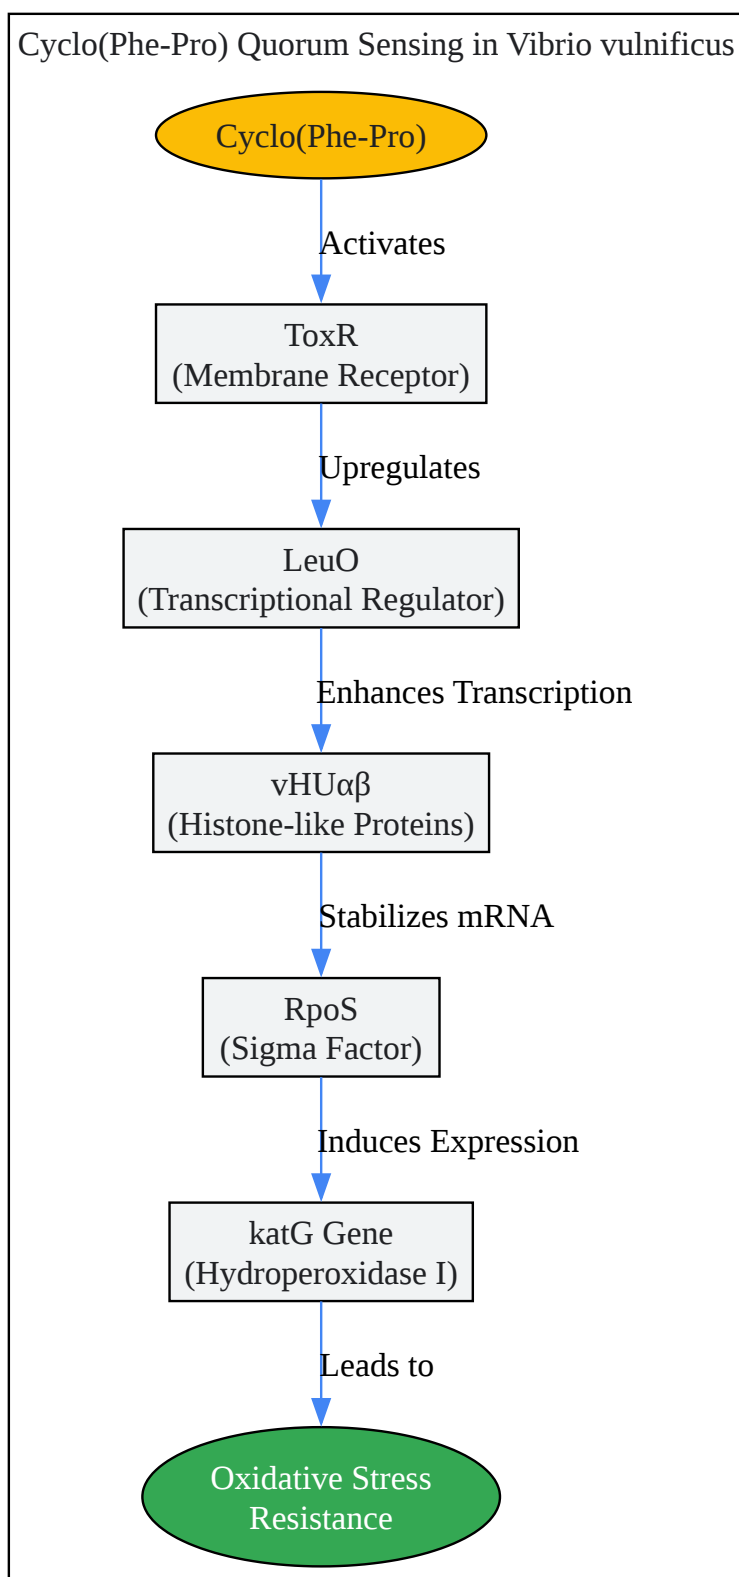 Cyclo(Phe-Pro) Quorum Sensing in Vibrio vulnificus
Cyclo(Phe-Pro)
Activates
ToxR
(Membrane Receptor)
Upregulates
LeuO
(Transcriptional Regulator)
Enhances Transcription
vHUαβ
(Histone-like Proteins)
Stabilizes mRNA
RpoS
(Sigma Factor)
Induces Expression
katG Gene
(Hydroperoxidase I)
Leads to
Oxidative Stress
Resistance